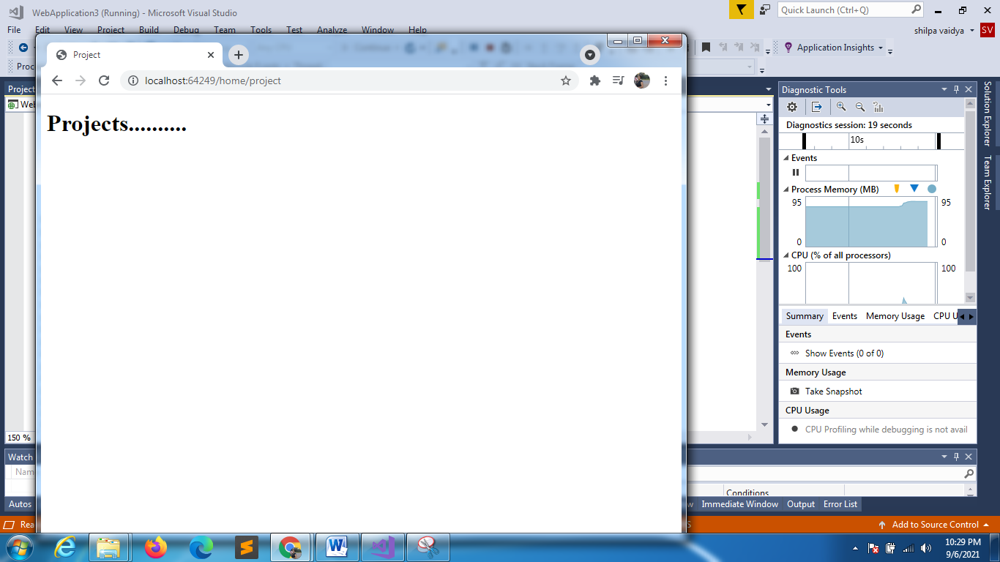 WebApplication3 (Running) - Microsoft Visual Studio
Quick Launch (Ctrl+Q)
File Edit View Project Build Debug Team Tools Test Analyze Window Help
shilpa vaidya SV
Application Insights
Proc
Project
localhost:64249/home/project
Projects..........
Project
Web
150 %
Watch
Name
Autos
Diagnostic Tools
Diagnostics session: 19 seconds
10s
Events
Process Memory (MB)
95 95
0 0
CPU (% of all processors)
100 100
Summary Events Memory Usage CPU U
Events
Show Events (0 of 0)
Memory Usage
Take Snapshot
CPU Usage
CPU Profiling while debugging is not avail
Solution Explorer
Team Explorer
Conditions
w Immediate Window Output Error List
Rea
S
Add to Source Control
10:29 PM
9/6/2021